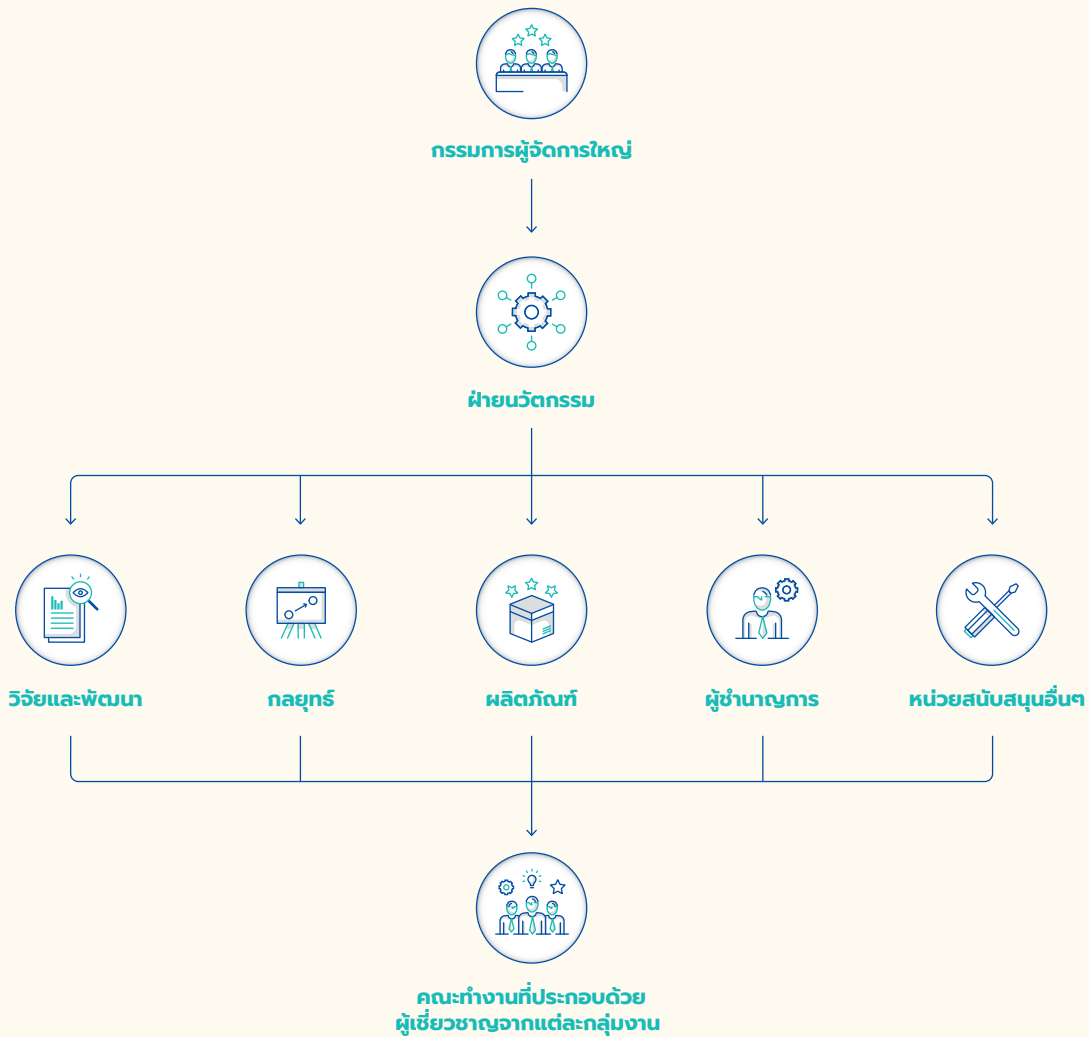 กรรมการผู้จัดการใหญ่
ฝ่ายนวัตกรรม
วิจัยและพัฒนา
กลยุทธ์
ผลิตภัณฑ์
ผู้ชำนาญการ
หน่วยสนับสนุนอื่นๆ
คณะทำงานที่ประกอบด้วย
ผู้เชี่ยวชาญจากแต่ละกลุ่มงาน